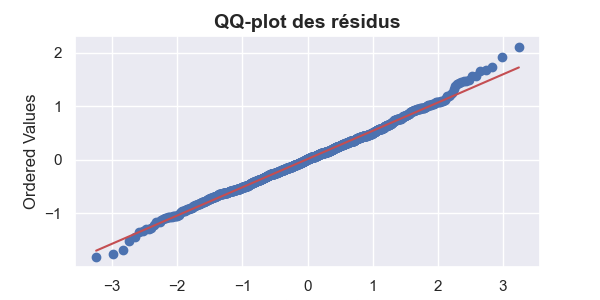 QQ-plot des résidus
Ordered Values
2
1
0
−1
−3 −2 −1 0 1 2 3